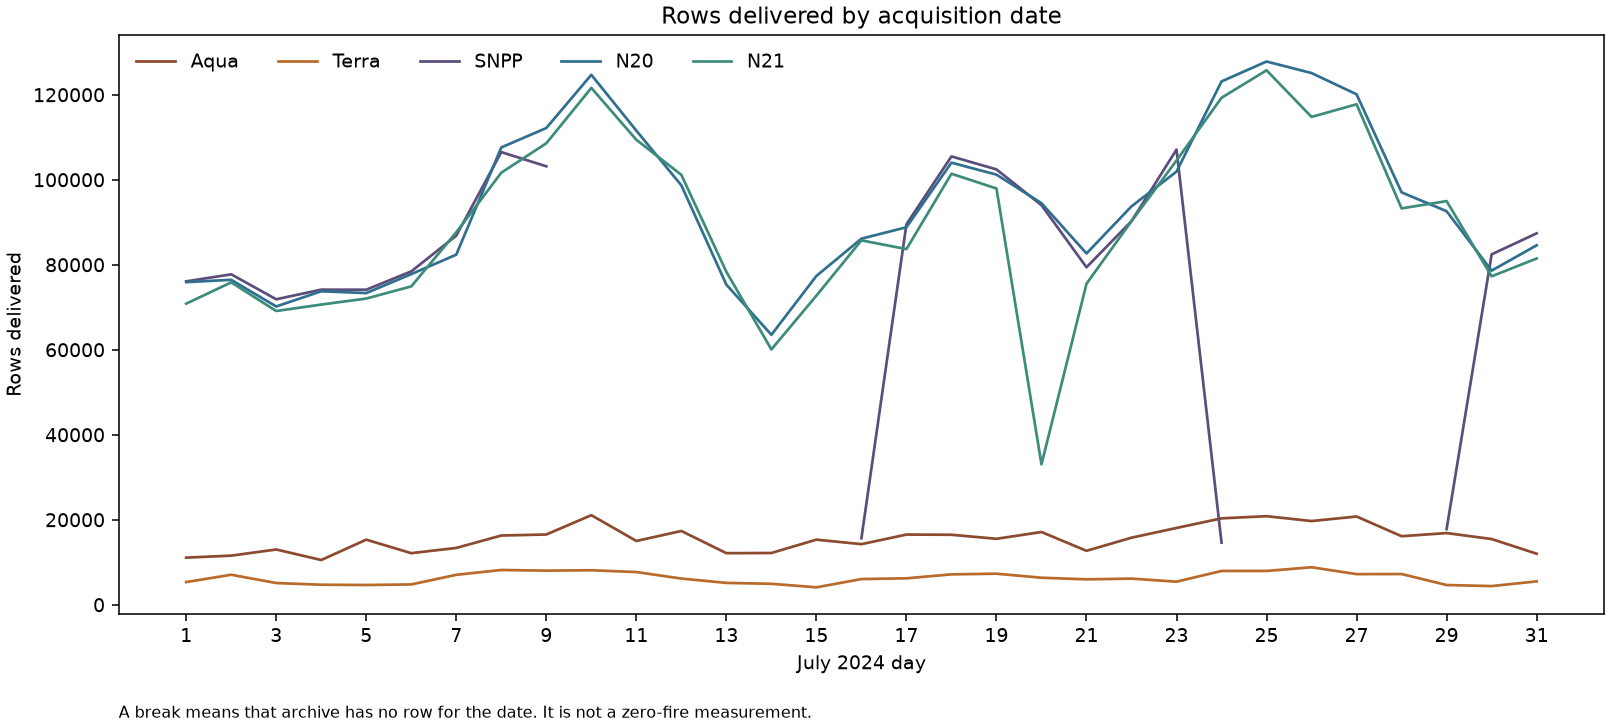 Rows delivered by acquisition date
Aqua Terra SNPP N20 N21
Rows delivered
120000
100000
80000
60000
40000
20000
0
1 3 5 7 9 11 13 15 17 19 21 23 25 27 29 31
July 2024 day
A break means that archive has no row for the date. It is not a zero-fire measurement.